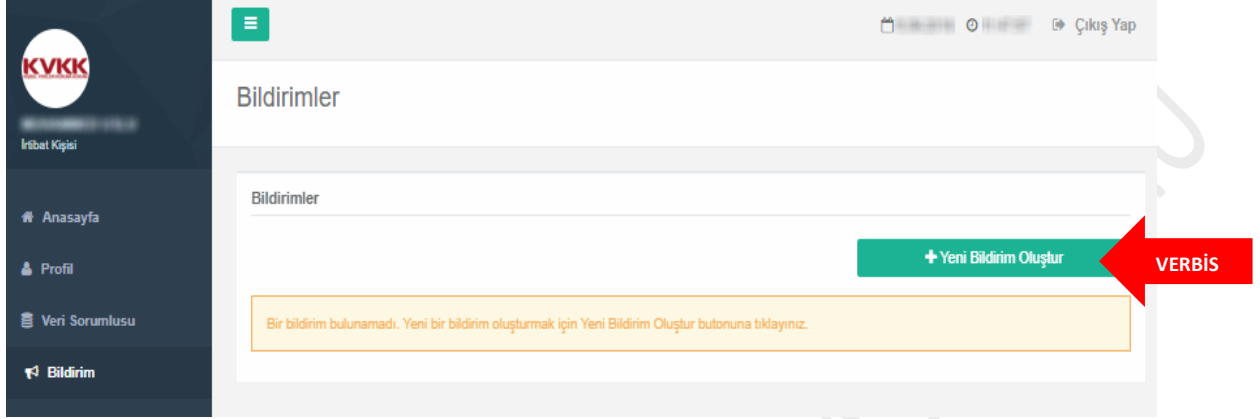 Çıkış Yap
KVKK
İrtibat Kişisi
Bildirimler
Bildirimler
Anasayfa
Profil
Veri Sorumlusu
Bildirim
+ Yeni Bildirim Oluştur
VERBİS
Bir bildirim bulunamadı. Yeni bir bildirim oluşturmak için Yeni Bildirim Oluştur butonuna tıklayınız.